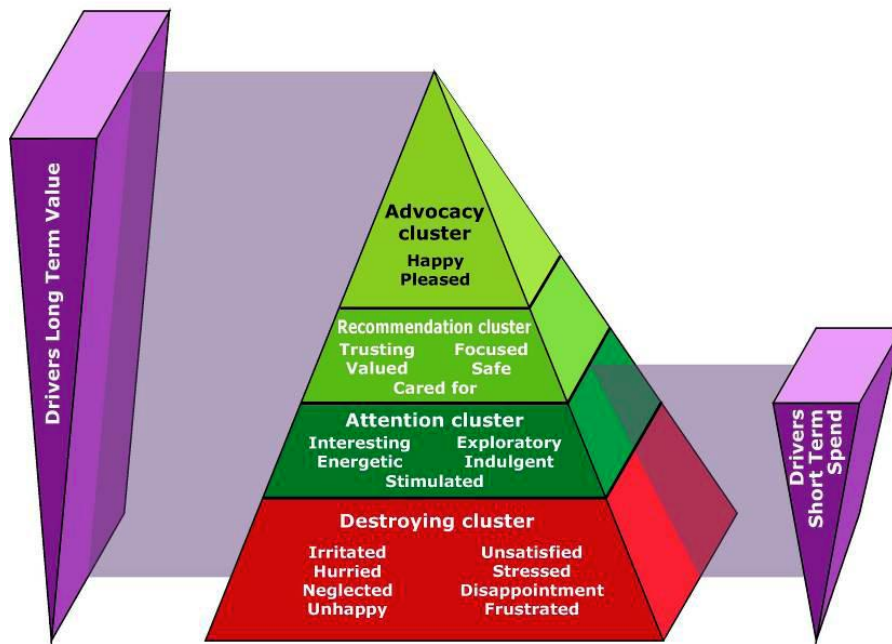 Drivers Long Term Value
Advocacy
cluster
Happy
Pleased
Recommendation cluster
Trusting Focused
Valued Safe
Cared for
Attention cluster
Interesting Exploratory
Energetic Indulgent
Stimulated
Destroying cluster
Irritated Unsatisfied
Hurried Stressed
Neglected Disappointment
Unhappy Frustrated
Drivers
Short Term
Spend